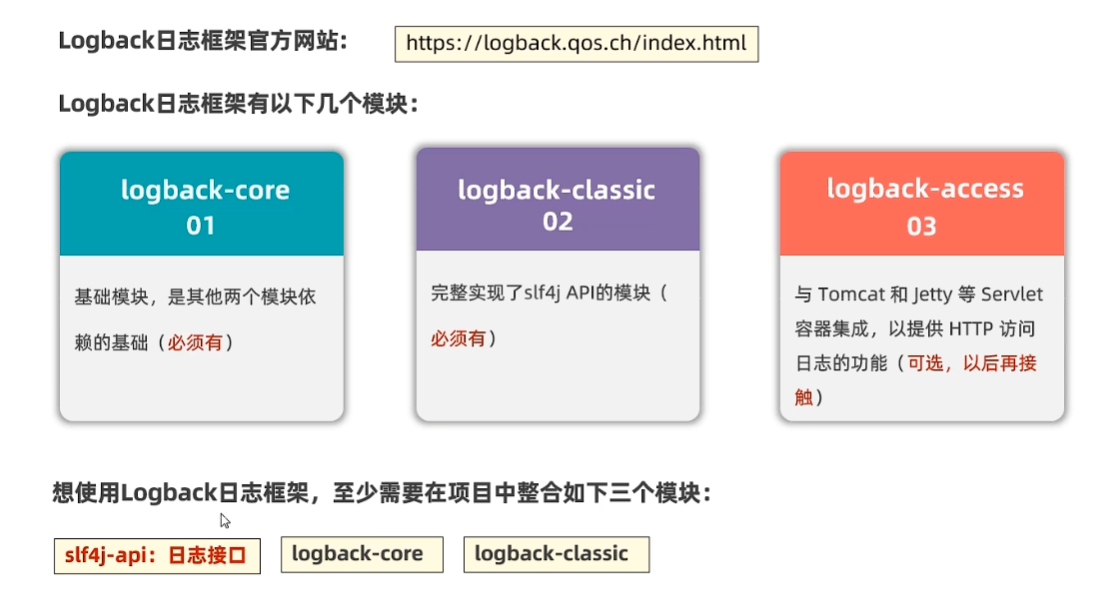 Logback日志框架官方网站：
https://logback.qos.ch/index.html
Logback日志框架有以下几个模块：
logback-core
01
基础模块，是其他两个模块依
赖的基础（必须有）
logback-classic
02
完整实现了slf4j API的模块（
必须有）
logback-access
03
与 Tomcat 和 Jetty 等 Servlet
容器集成，以提供 HTTP 访问
日志的功能（可选，以后再接
触）
想使用Logback日志框架，至少需要在项目中整合如下三个模块：
slf4j-api：日志接口
logback-core
logback-classic